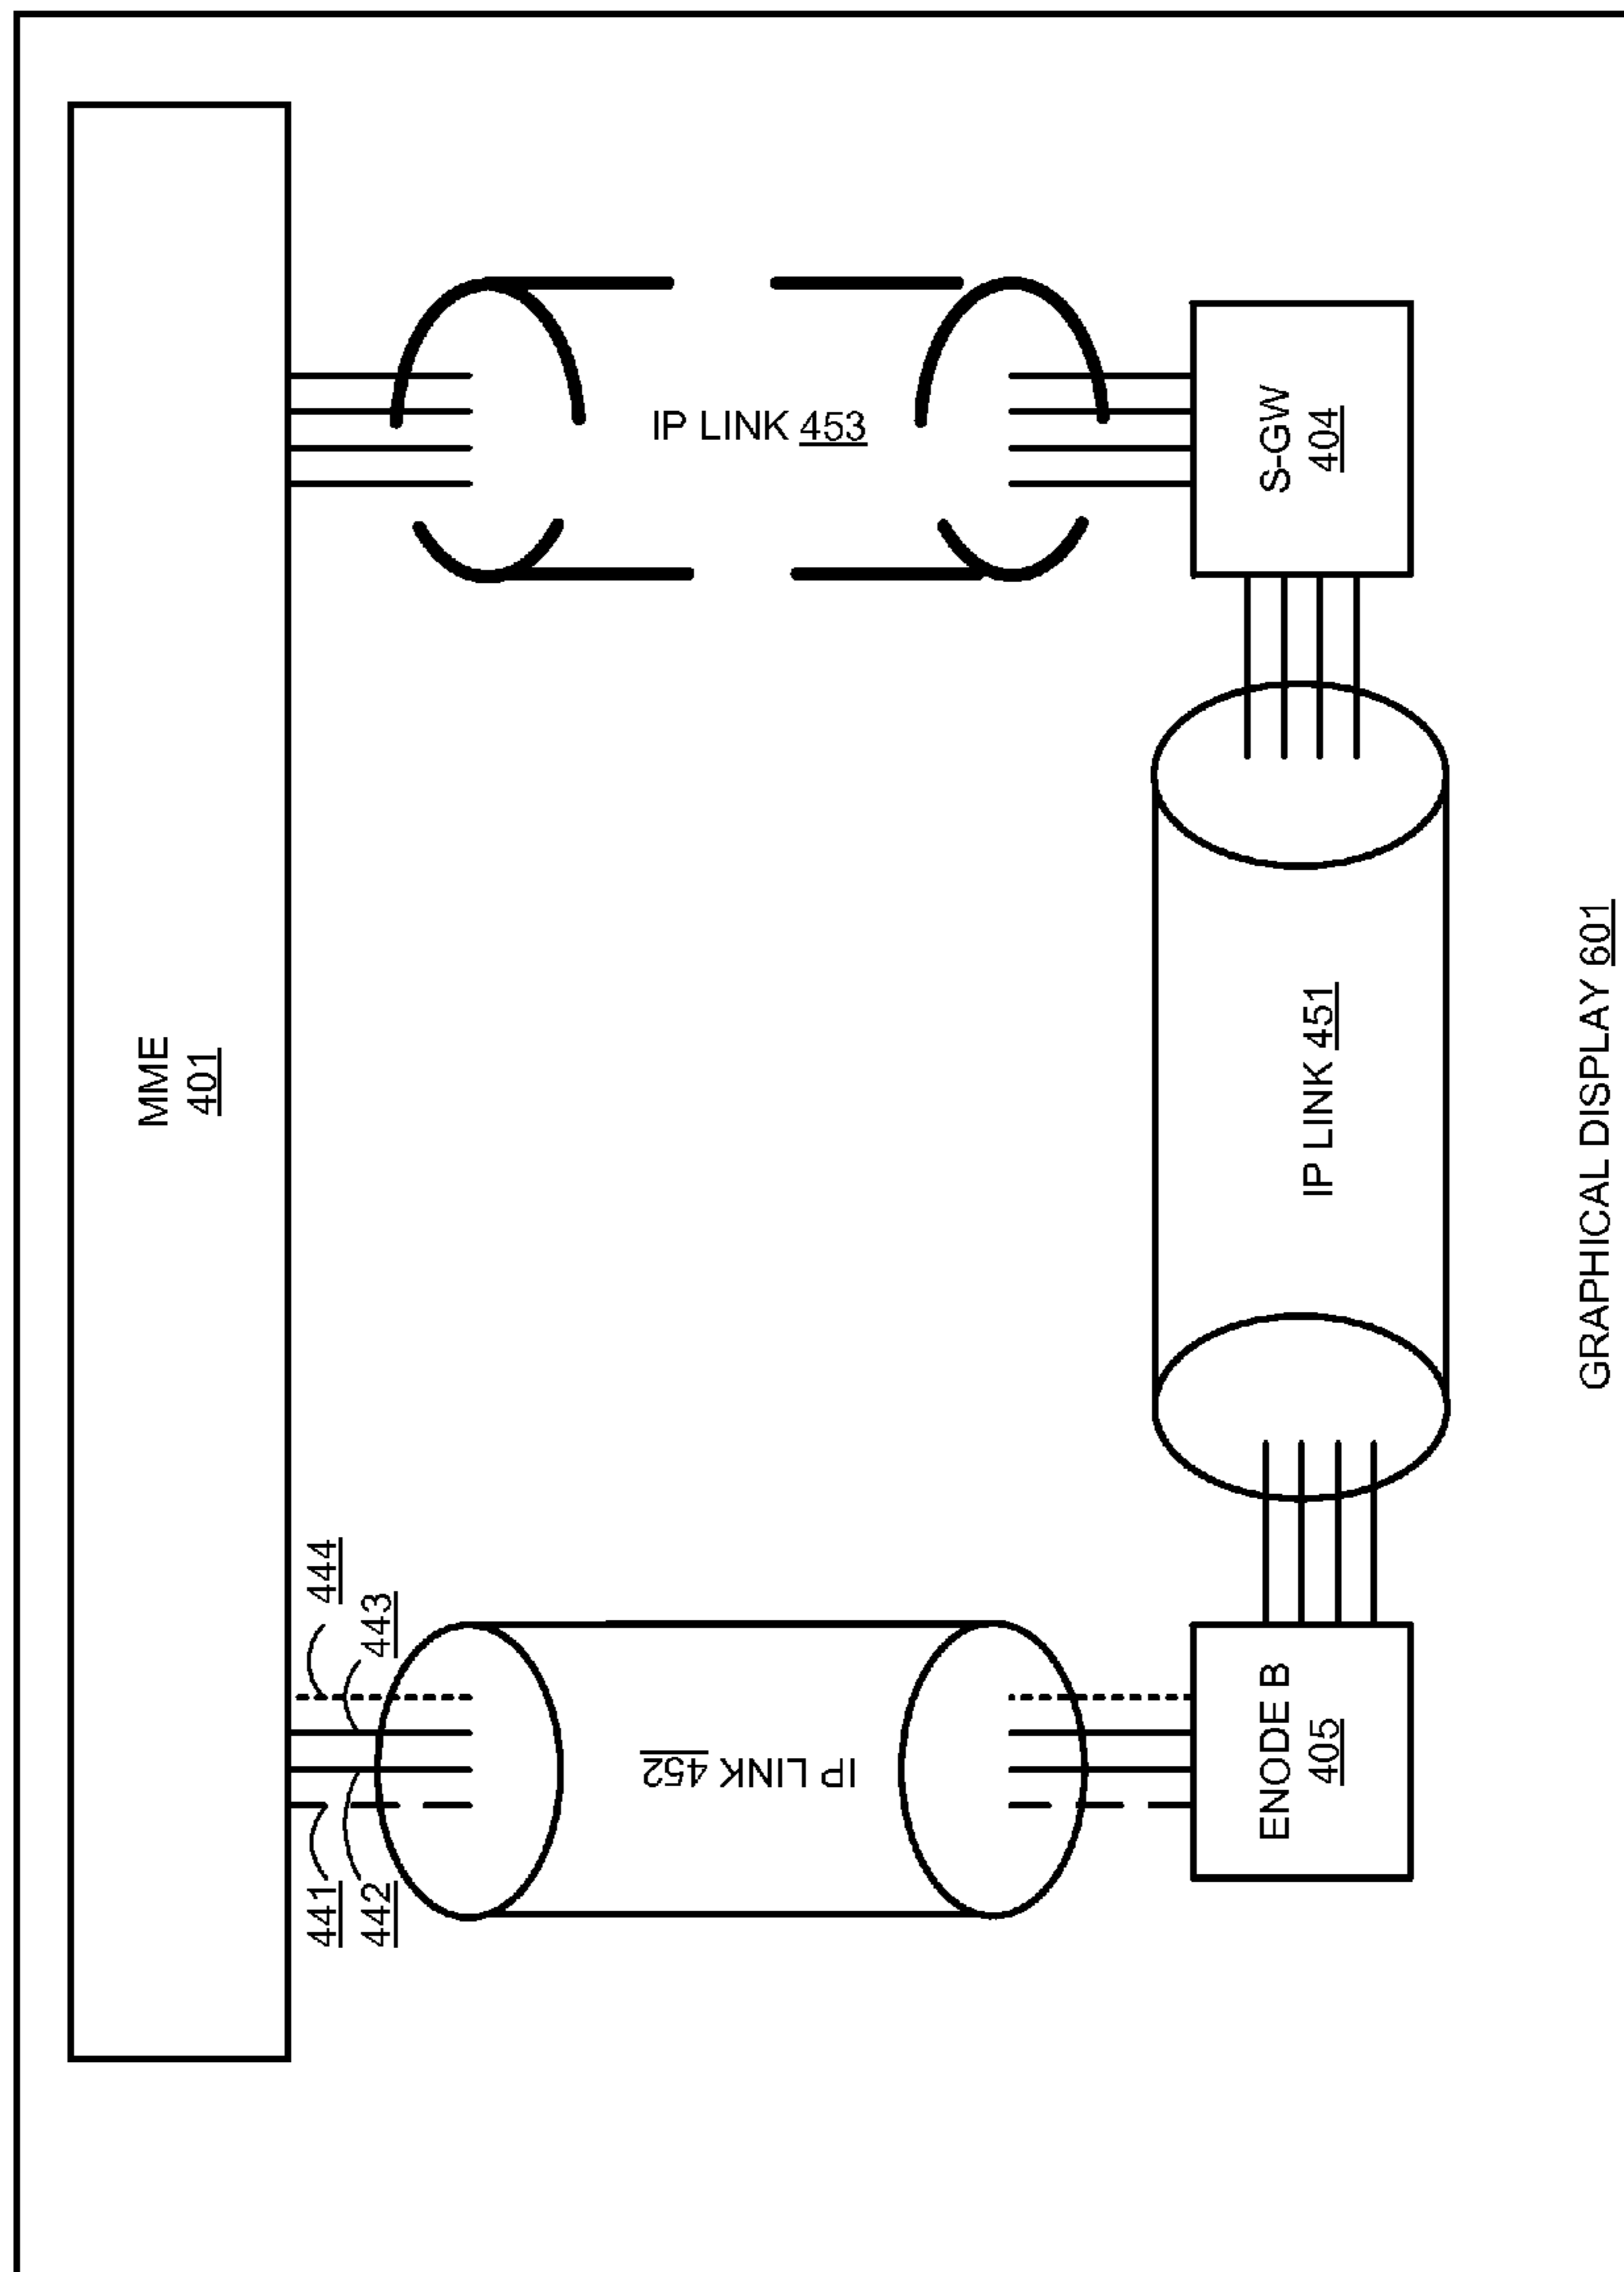 MME
401
441
442
443
444
IP LINK 452
IP LINK 453
ENODE B
405
IP LINK 451
S-GW
404
GRAPHICAL DISPLAY 601